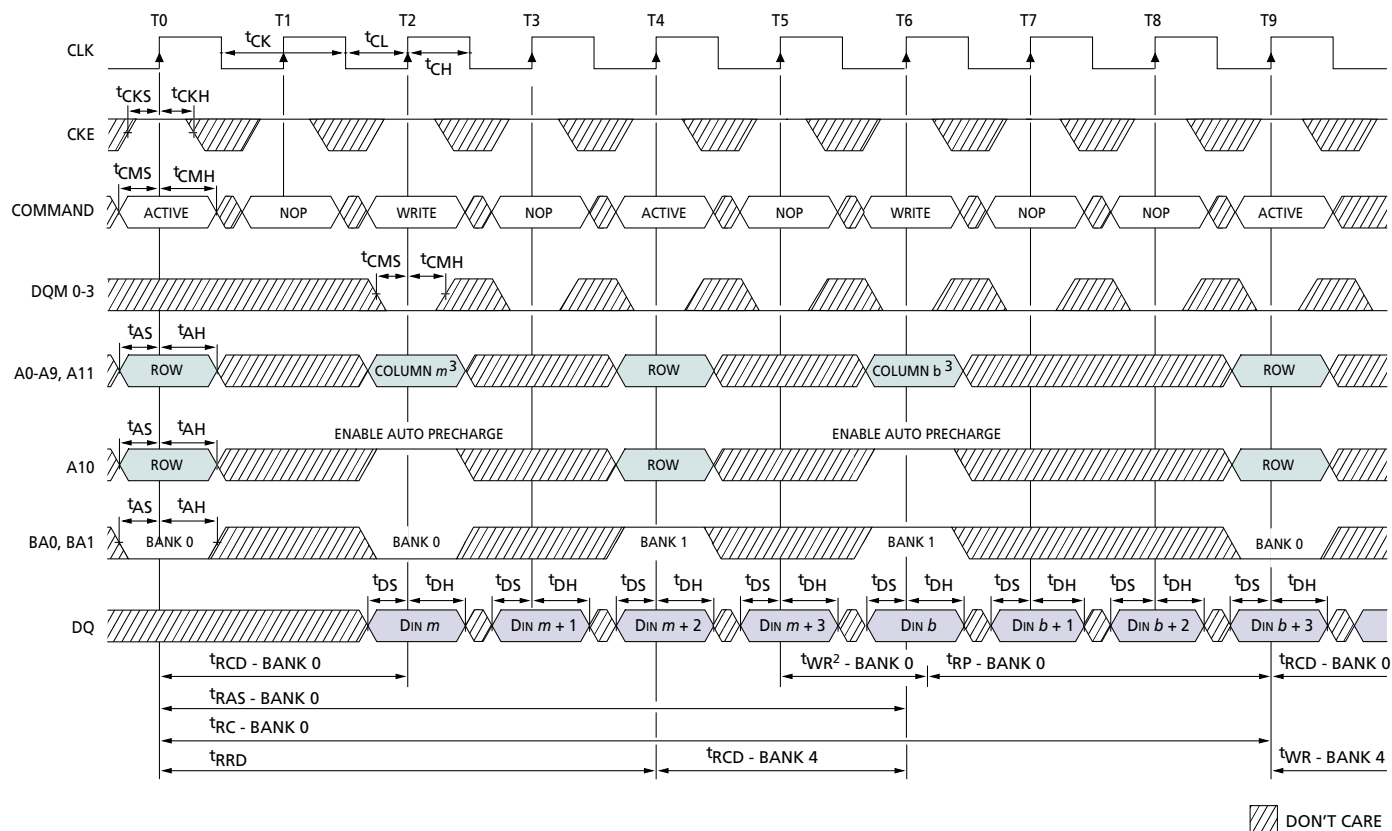 T0 T1 T2 T3 T4 T5 T6 T7 T8 T9
CLK tCK tCL tCH
tCKS tCKH
CKE
tCMS tCMH
COMMAND ACTIVE NOP WRITE NOP ACTIVE NOP WRITE NOP NOP ACTIVE
tCMS tCMH
DQM 0-3
tAS tAH
A0-A9, A11 ROW COLUMN m3 ROW COLUMN b 3 ROW
tAS tAH ENABLE AUTO PRECHARGE ENABLE AUTO PRECHARGE
A10 ROW ROW ROW
tAS tAH
BA0, BA1 BANK 0 BANK 0 BANK 1 BANK 1 BANK 0
tDS tDH tDS tDH tDS tDH tDS tDH tDS tDH tDS tDH tDS tDH tDS tDH
DQ DIN m DIN m + 1 DIN m + 2 DIN m + 3 DIN b DIN b + 1 DIN b + 2 DIN b + 3
tRCD - BANK 0 tWR2 - BANK 0 tRP - BANK 0 tRCD - BANK 0
tRAS - BANK 0
tRC - BANK 0
tRRD tRCD - BANK 4 tWR - BANK 4
DON'T CARE